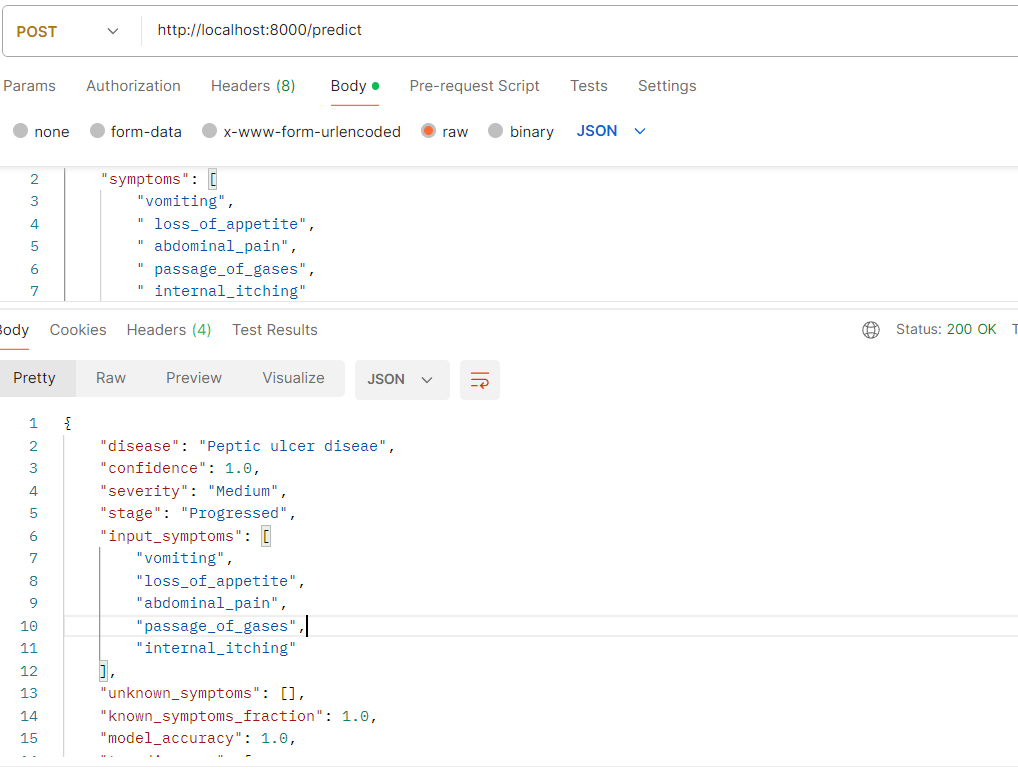 POST http://localhost:8000/predict
Params Authorization Headers (8) Body Pre-request Script Tests Settings
none form-data x-www-form-urlencoded raw binary JSON
2 "symptoms": [
3 "vomiting",
4 " loss_of_appetite",
5 " abdominal_pain",
6 " passage_of_gases",
7 " internal_itching"
Body Cookies Headers (4) Test Results Status: 200 OK
Pretty Raw Preview Visualize JSON
1 {
2 "disease": "Peptic ulcer diseae",
3 "confidence": 1.0,
4 "severity": "Medium",
5 "stage": "Progressed",
6 "input_symptoms": [
7 "vomiting",
8 "loss_of_appetite",
9 "abdominal_pain",
10 "passage_of_gases",
11 "internal_itching"
12 ],
13 "unknown_symptoms": [],
14 "known_symptoms_fraction": 1.0,
15 "model_accuracy": 1.0,